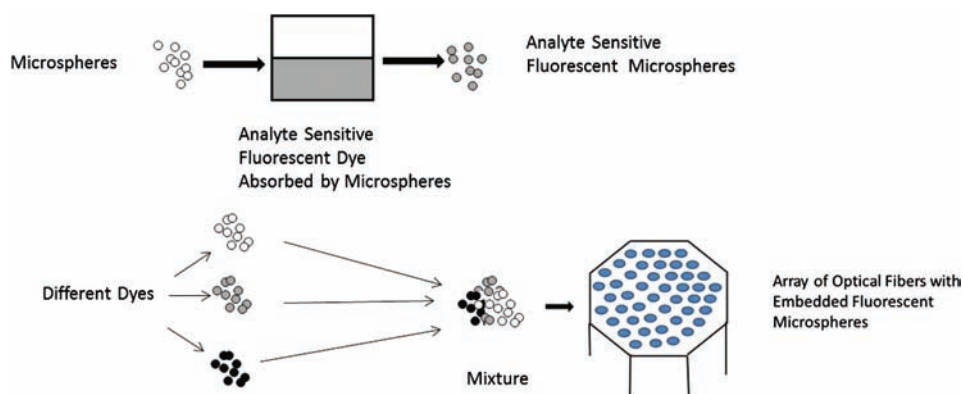 Microspheres
Analyte Sensitive
Fluorescent Microspheres
Analyte Sensitive
Fluorescent Dye
Absorbed by Microspheres
Different Dyes
Mixture
Array of Optical Fibers with
Embedded Fluorescent
Microspheres